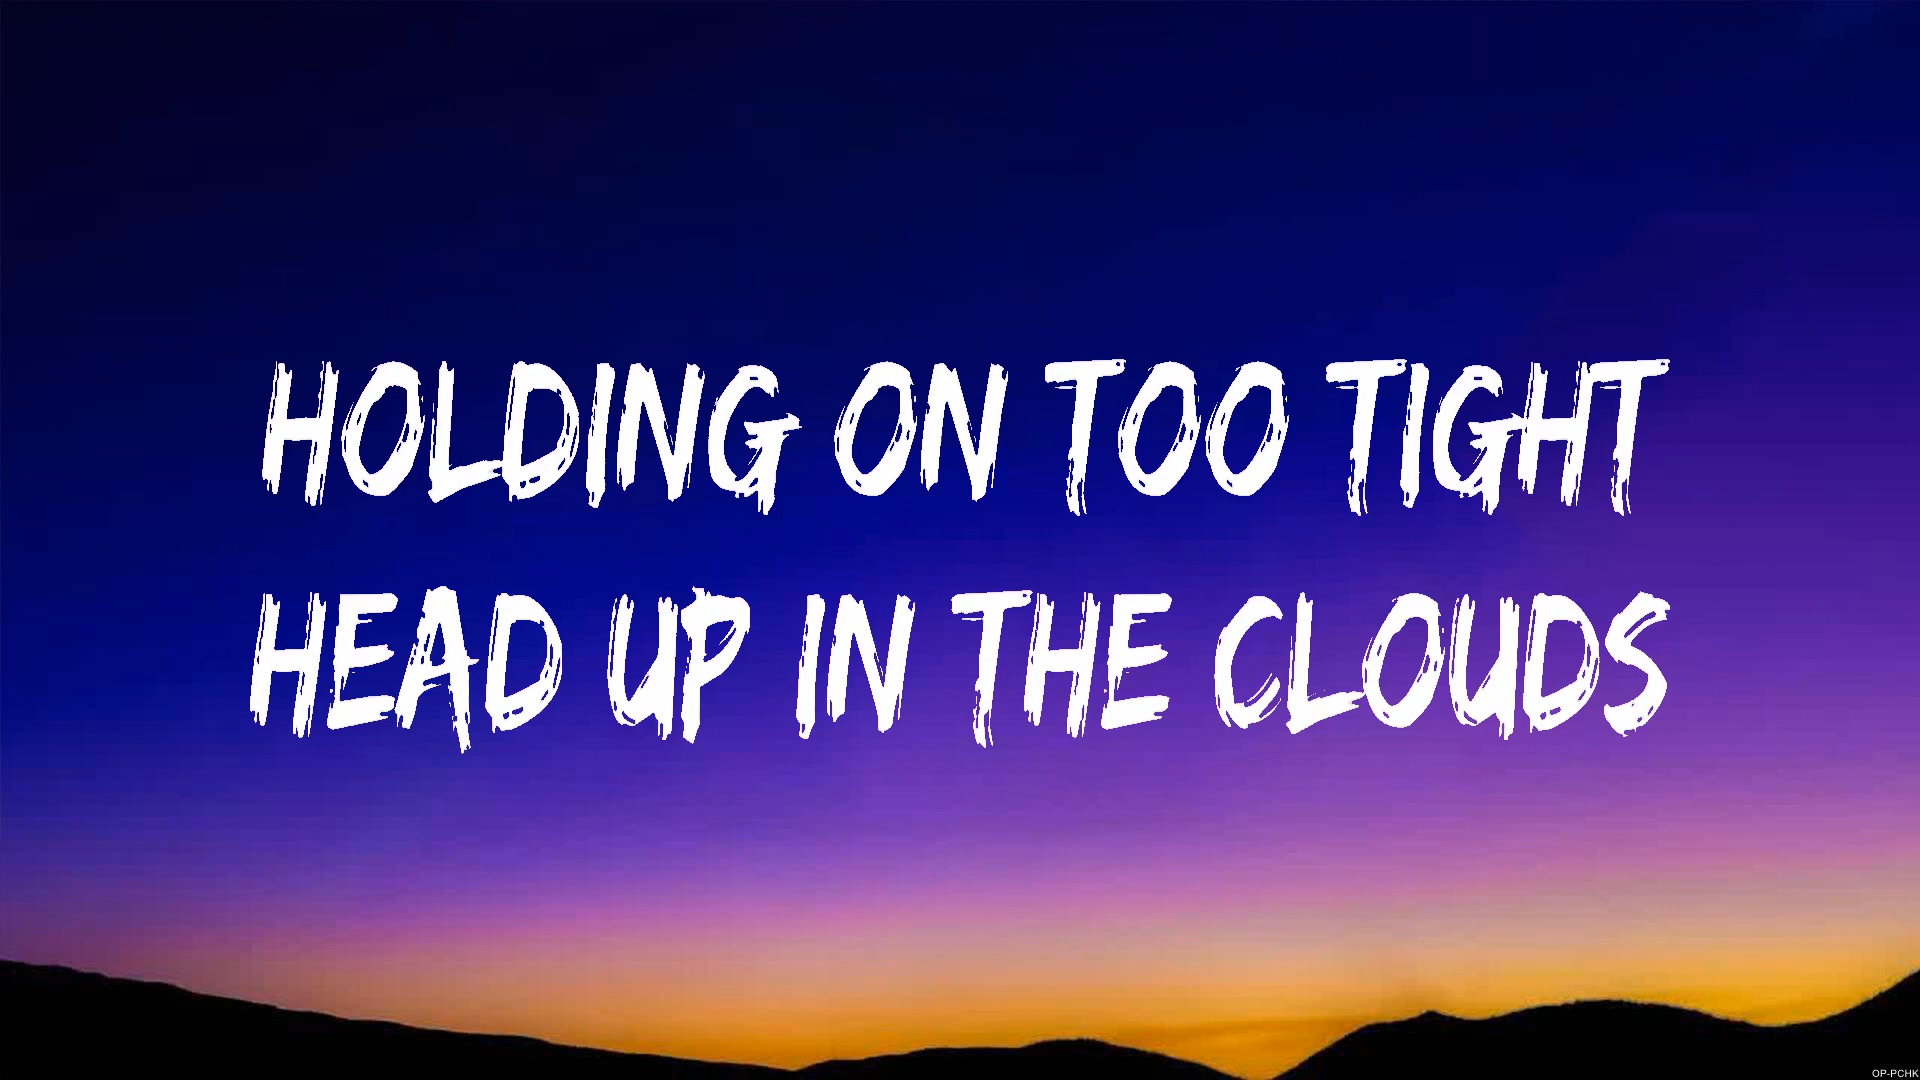 HOLDING ON TOO TIGHT
HEAD UP IN THE CLOUDS
OP-PCHK